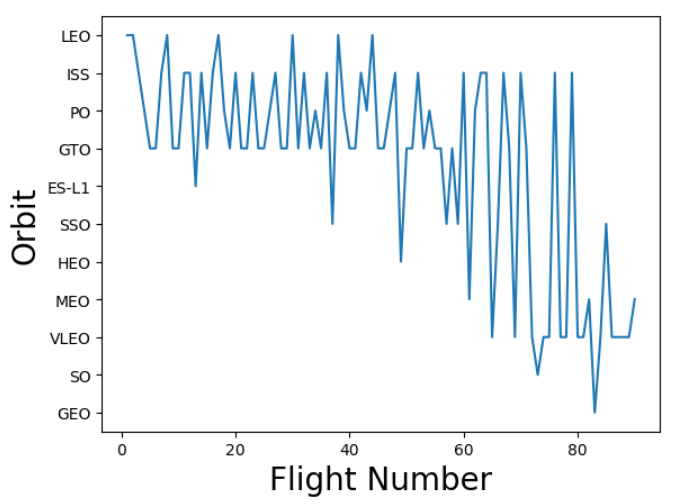 LEO
ISS
PO
GTO
ES-L1
SSO
HEO
MEO
VLEO
SO
GEO
Orbit
0 20 40 60 80
Flight Number